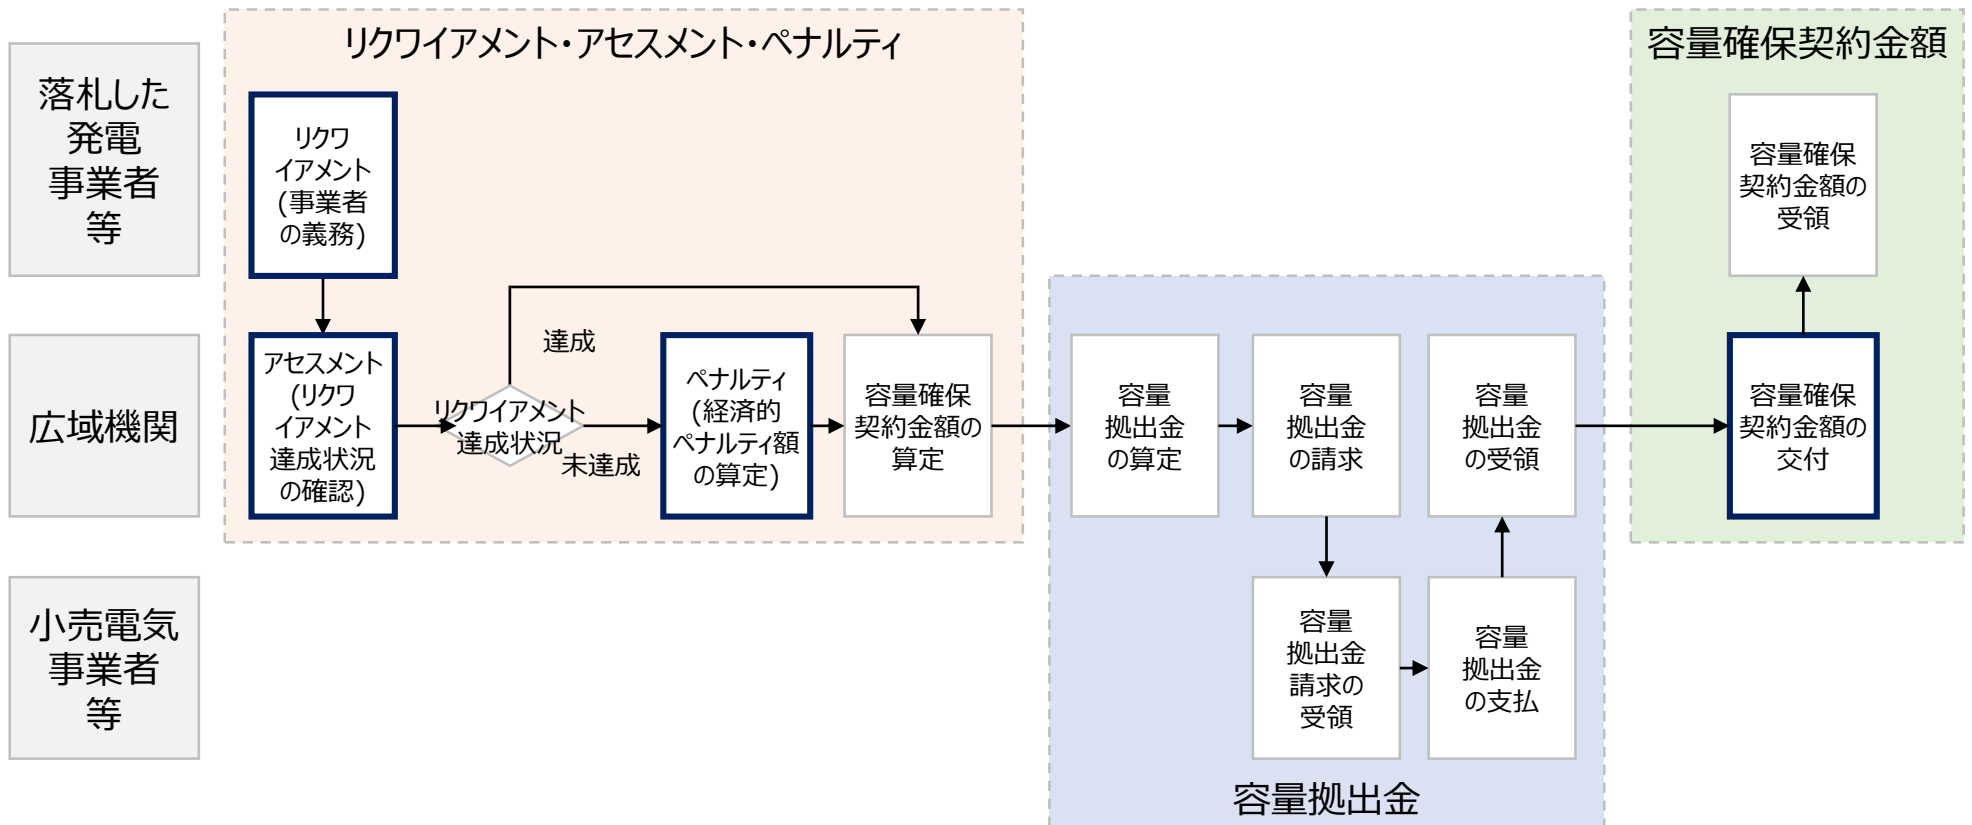 リクワイアメント・アセスメント・ペナルティ
容量確保契約金額
落札した
発電
事業者
等
リクワ
イアメント
(事業者
の義務)
容量確保
契約金額の
受領
広域機関
アセスメント
(リクワ
イアメント
達成状況
の確認)
リクワイアメント
達成状況
達成
未達成
ペナルティ
(経済的
ペナルティ額
の算定)
容量確保
契約金額の
算定
容量
拠出金
の算定
容量
拠出金
の請求
容量
拠出金
の受領
容量確保
契約金額の
交付
小売電気
事業者
等
容量
拠出金
請求の
受領
容量
拠出金
の支払
容量拠出金